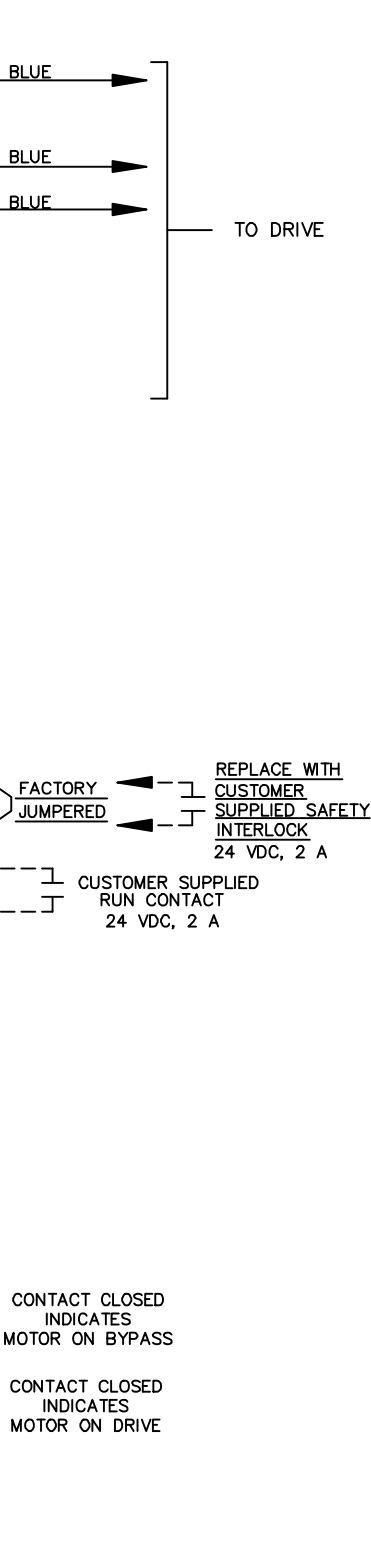 BLUE
BLUE
BLUE
TO DRIVE
FACTORY
JUMPERED
REPLACE WITH
CUSTOMER
SUPPLIED SAFETY
INTERLOCK
24 VDC, 2 A
CUSTOMER SUPPLIED
RUN CONTACT
24 VDC, 2 A
CONTACT CLOSED
INDICATES
MOTOR ON BYPASS
CONTACT CLOSED
INDICATES
MOTOR ON DRIVE